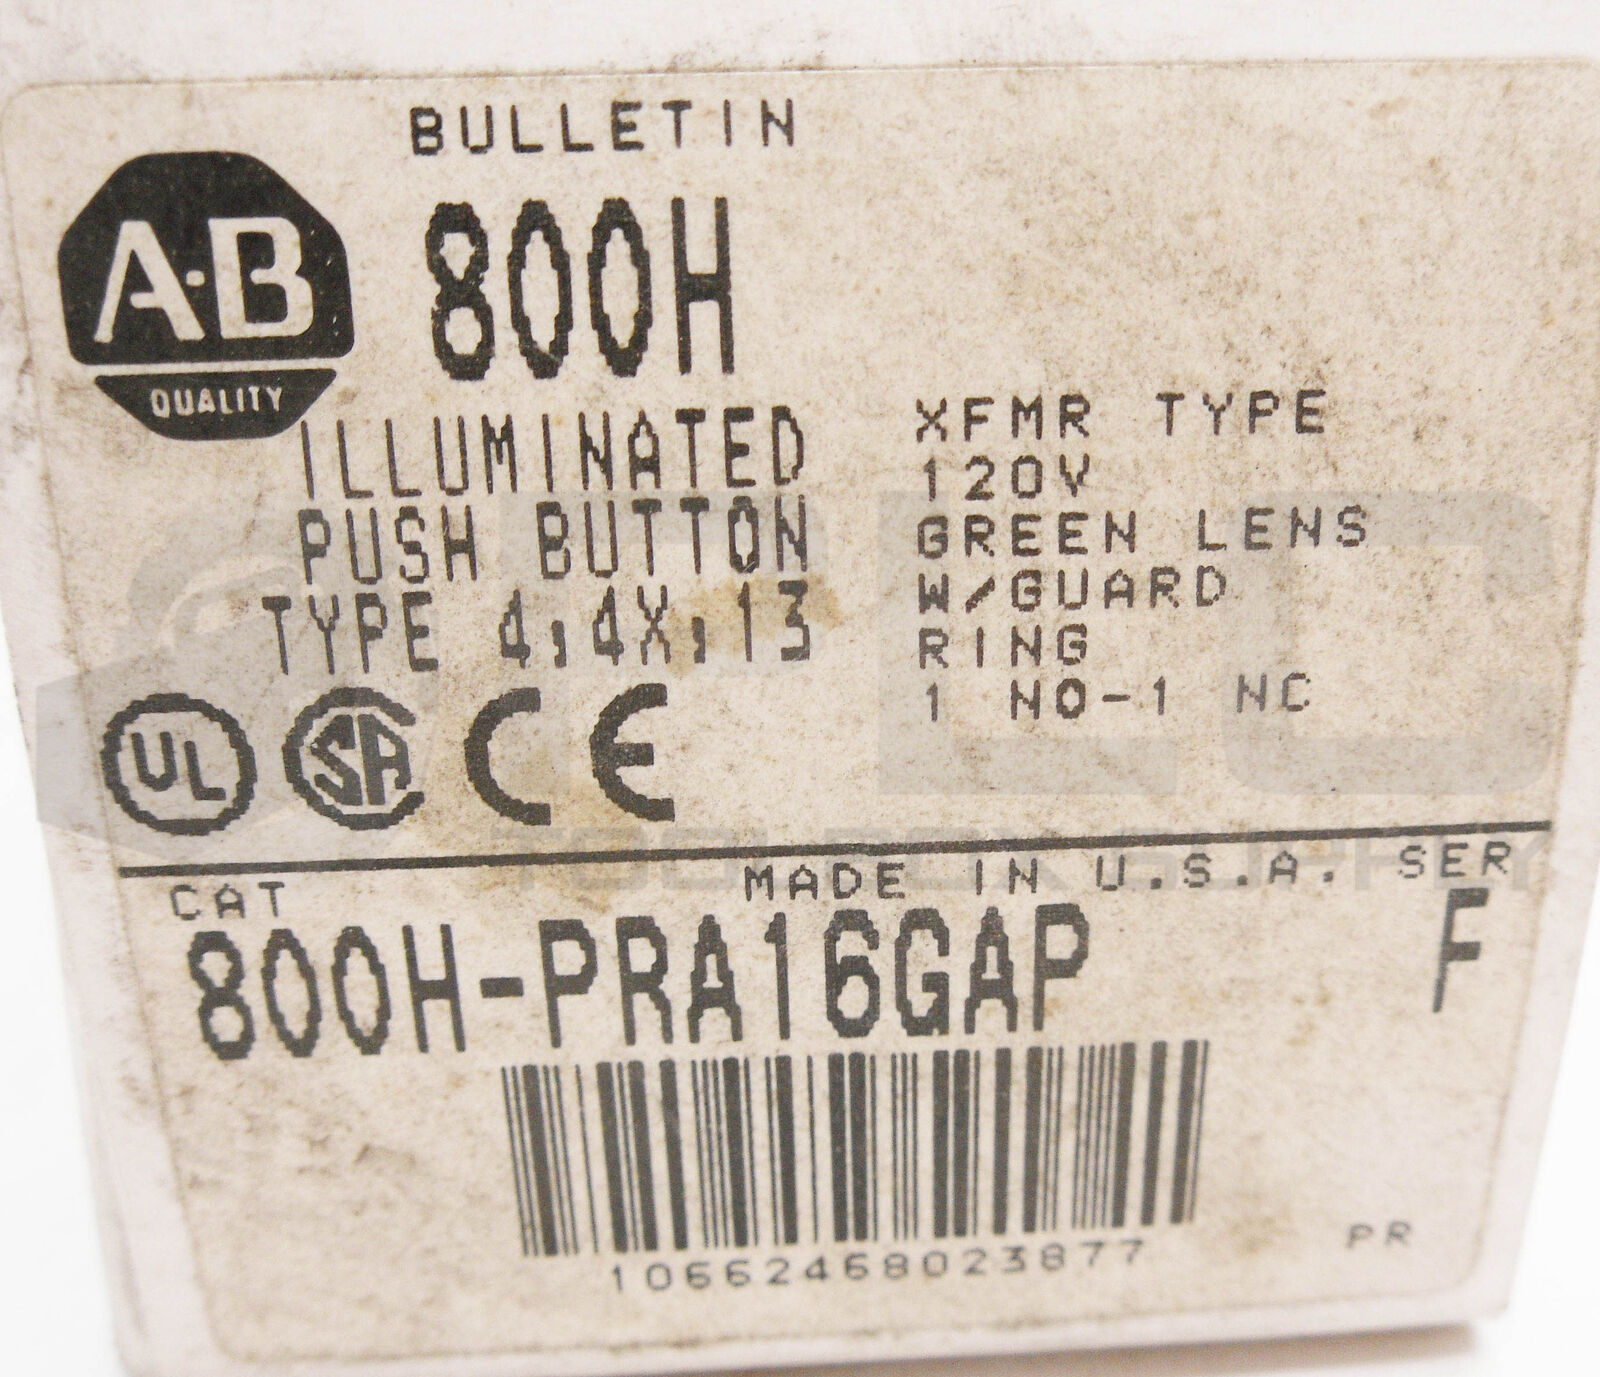 BULLETIN
A-B
QUALITY
800H
ILLUMINATED
PUSH BUTTON
TYPE 4,4X,13
XFMR TYPE
120V
GREEN LENS
W/GUARD
RING
1 NO-1 NC
UL SA CE
CAT
MADE IN U.S.A. SER
800H-PRA16GAP
F
10662468023877
PR